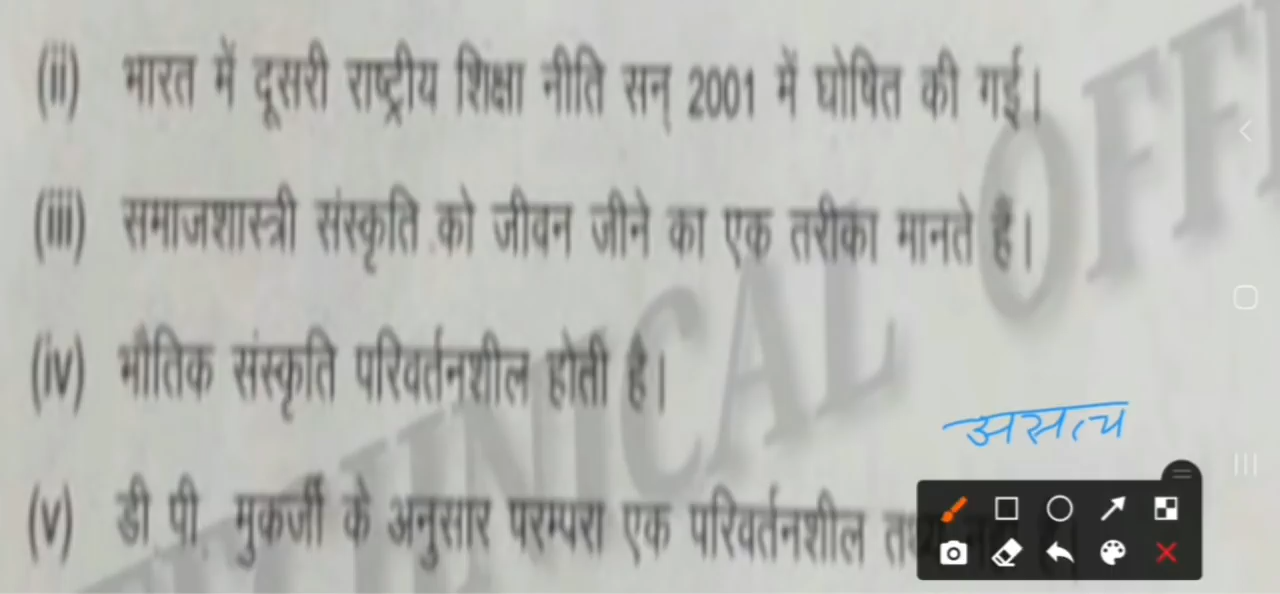 (ii) भारत में दूसरी राष्ट्रीय शिक्षा नीति सन् 2001 में घोषित की गई।
(iii) समाजशास्त्री संस्कृति को जीवन जीने का एक तरीका मानते हैं।
(iv) भौतिक संस्कृति परिवर्तनशील होती है।
असत्य
(v) डी पी. मुकर्जी के अनुसार परम्परा एक परिवर्तनशील